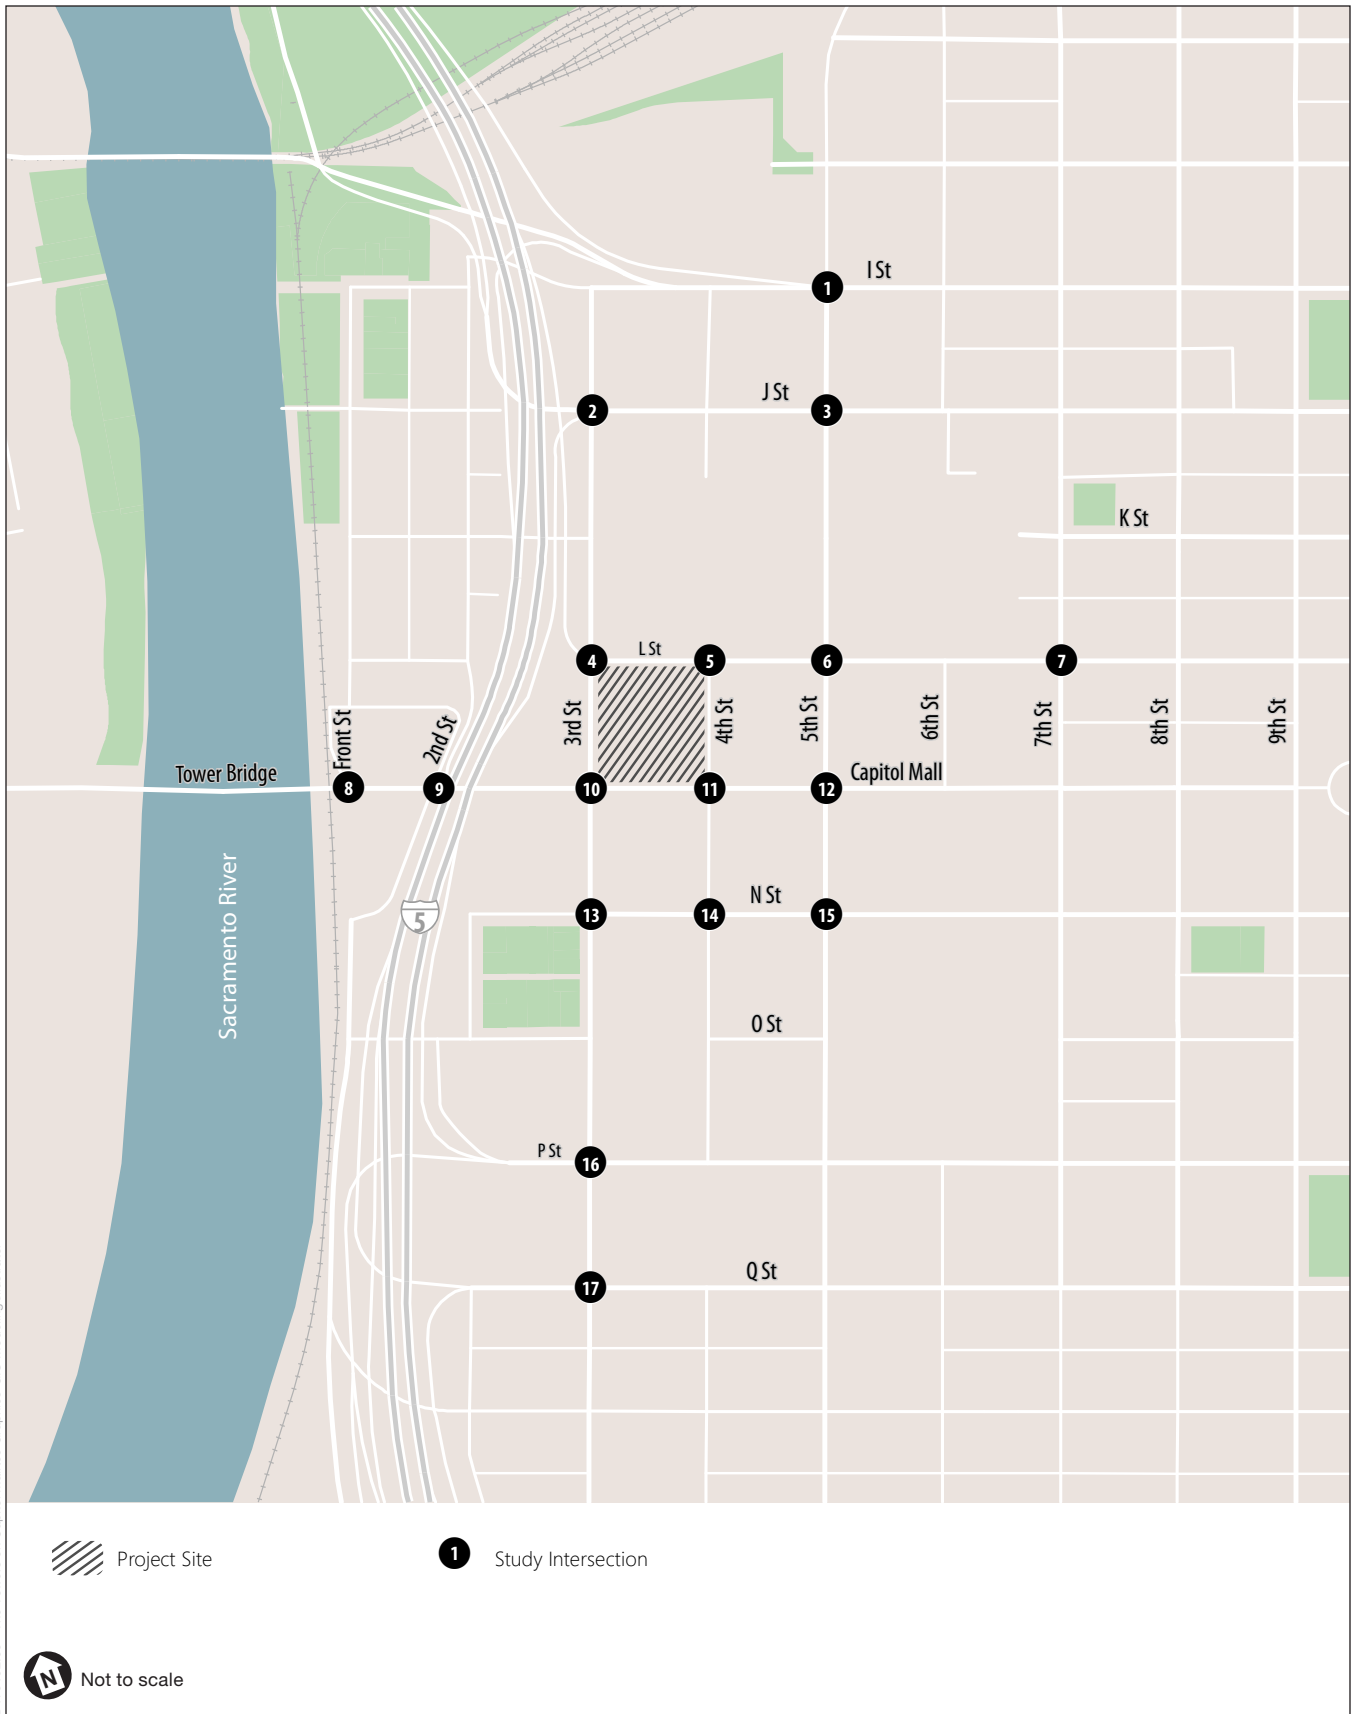 1
I St
2
J St
3
K St
4
L St
5
6
7
3rd St
4th St
5th St
6th St
7th St
8th St
9th St
Front St
2nd St
Tower Bridge
8
9
10
11
12
Capitol Mall
Sacramento River
5
13
14
N St
15
O St
P St
16
17
Q St
Project Site
1
Study Intersection
N
Not to scale